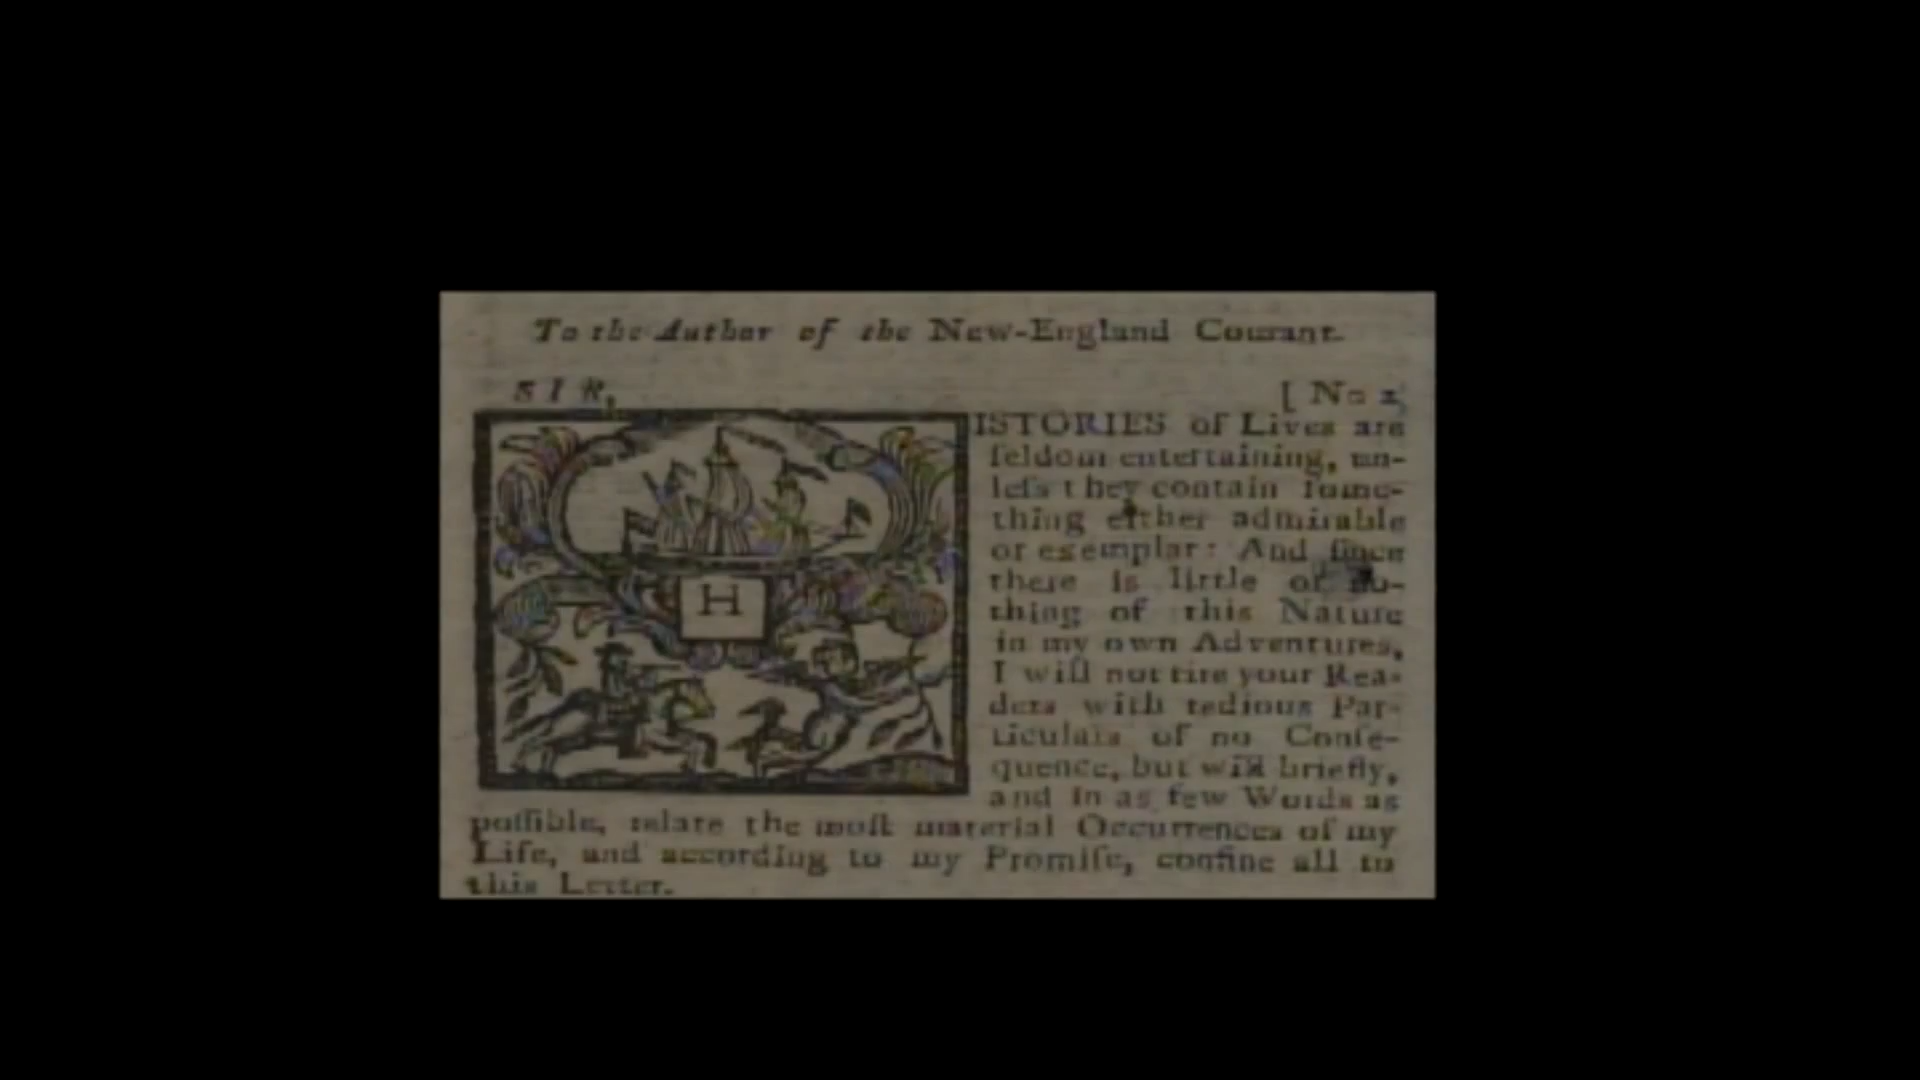 To the Author of the New-England Courant.
SIR, [ No 2
HISTORIES of Lives are
ſeldom entertaining, un-
leſs they contain ſome-
thing either admirable
or exemplar: And ſince
there is little or no-
thing of this Nature
in my own Adventures,
I will not tire your Rea-
ders with tedious Par-
ticulars of no Conſe-
quence, but will briefly,
and in as few Words as
poſſible, relate the moſt material Occurrences of my
Life, and according to my Promiſe, confine all to
this Letter.